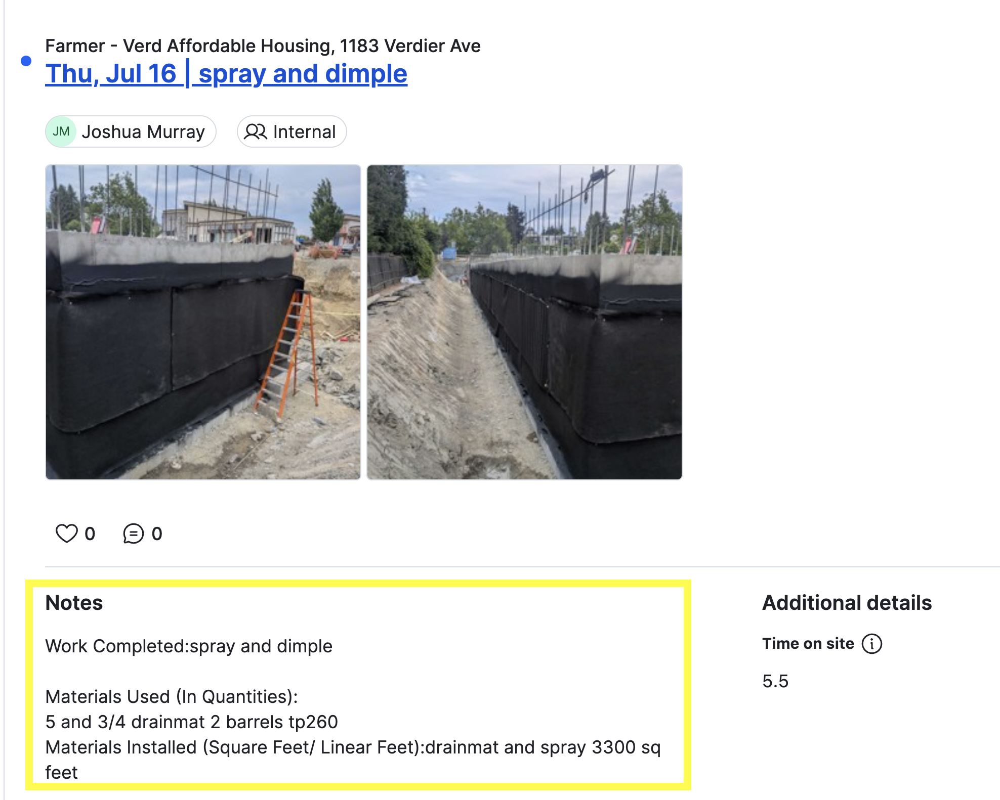 Farmer - Verd Affordable Housing, 1183 Verdier Ave
Thu, Jul 16 | spray and dimple
JM Joshua Murray Internal
0 0
Notes
Work Completed:spray and dimple
Materials Used (In Quantities):
5 and 3/4 drainmat 2 barrels tp260
Materials Installed (Square Feet/ Linear Feet):drainmat and spray 3300 sq
feet
Additional details
Time on site
5.5